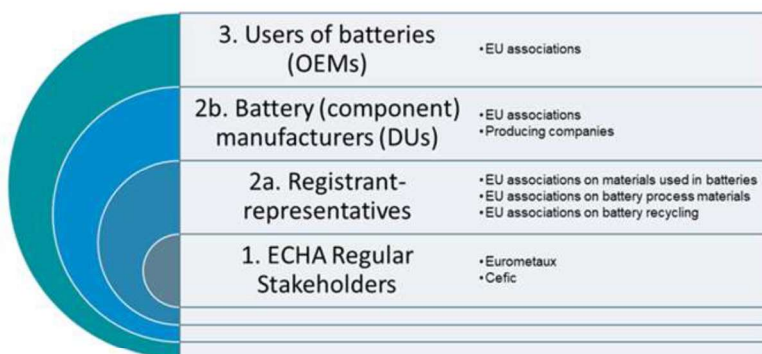 3. Users of batteries
(OEMs)
•EU associations
2b. Battery (component)
manufacturers (DUs)
•EU associations
•Producing companies
2a. Registrant-
representatives
•EU associations on materials used in batteries
•EU associations on battery process materials
•EU associations on battery recycling
1. ECHA Regular
Stakeholders
•Eurometaux
•Cefic